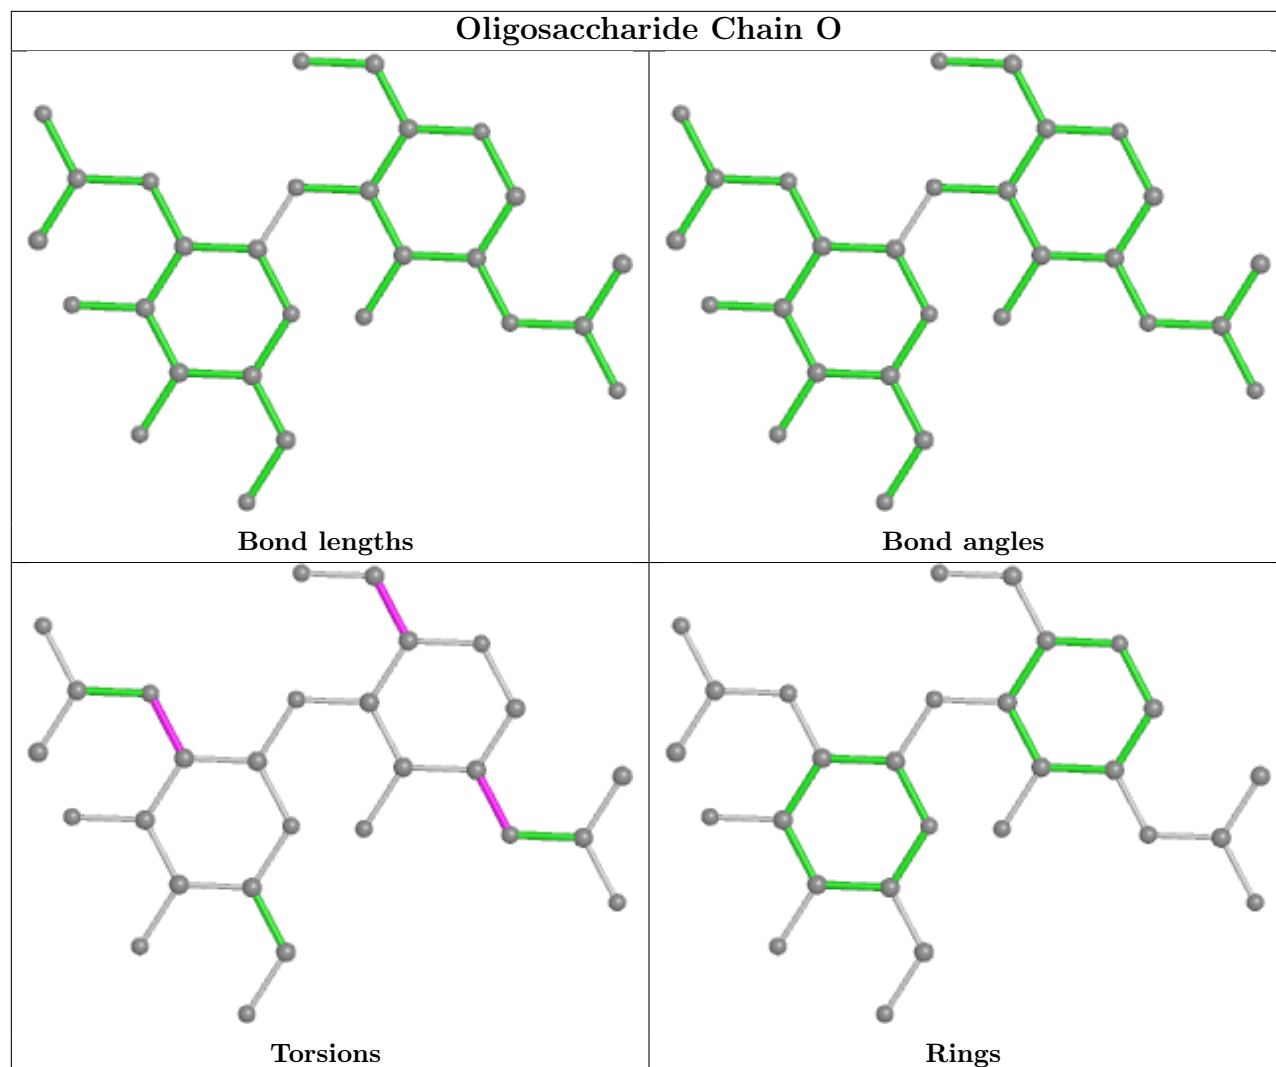 Oligosaccharide Chain O
Bond lengths
Bond angles
Torsions
Rings